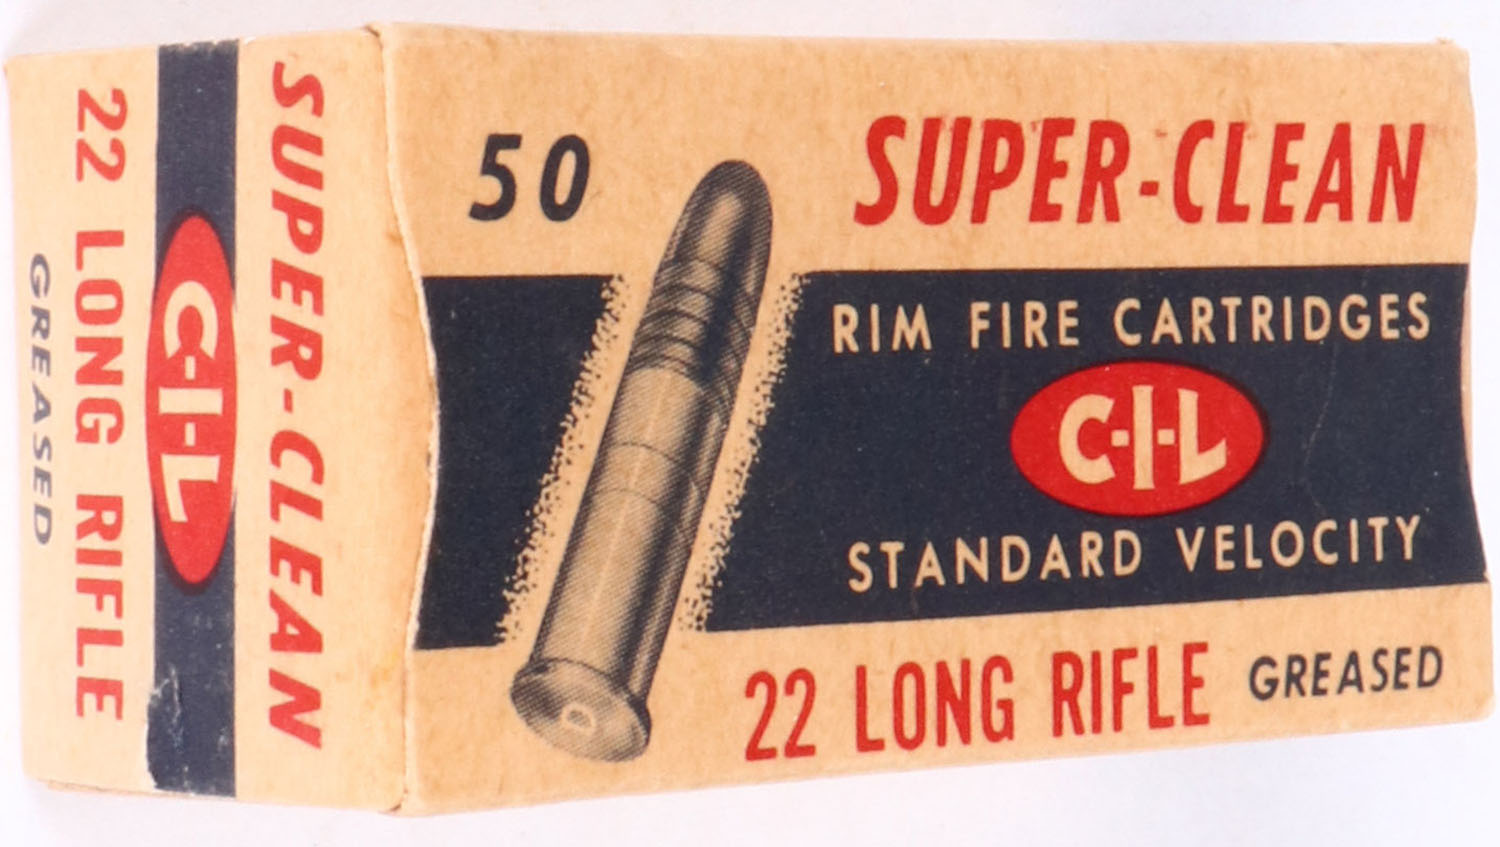 SUPER-CLEAN
C-I-L
22 LONG RIFLE
GREASED
50
SUPER-CLEAN
RIM FIRE CARTRIDGES
C-I-L
STANDARD VELOCITY
D
22 LONG RIFLE GREASED